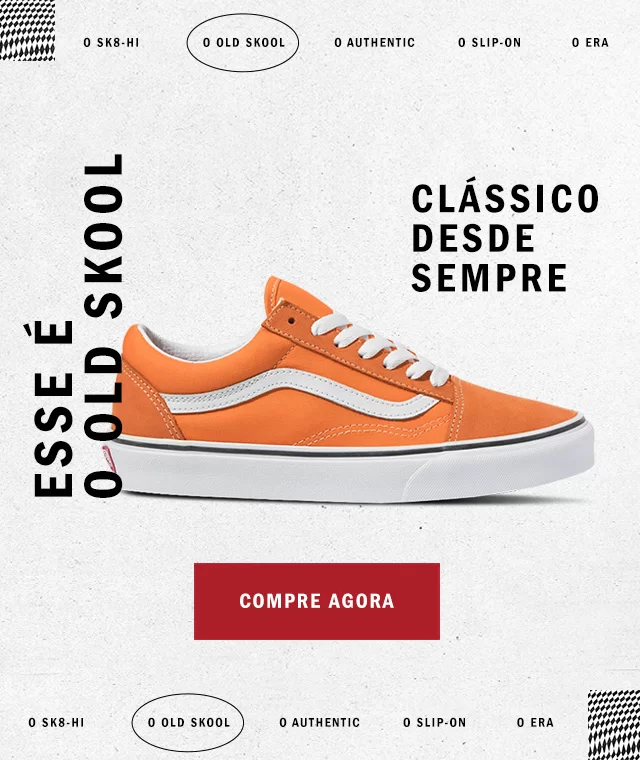 O SK8-HI
O OLD SKOOL
O AUTHENTIC
O SLIP-ON
O ERA
ESSE É
O OLD SKOOL
CLÁSSICO
DESDE
SEMPRE
COMPRE AGORA
O SK8-HI
O OLD SKOOL
O AUTHENTIC
O SLIP-ON
O ERA